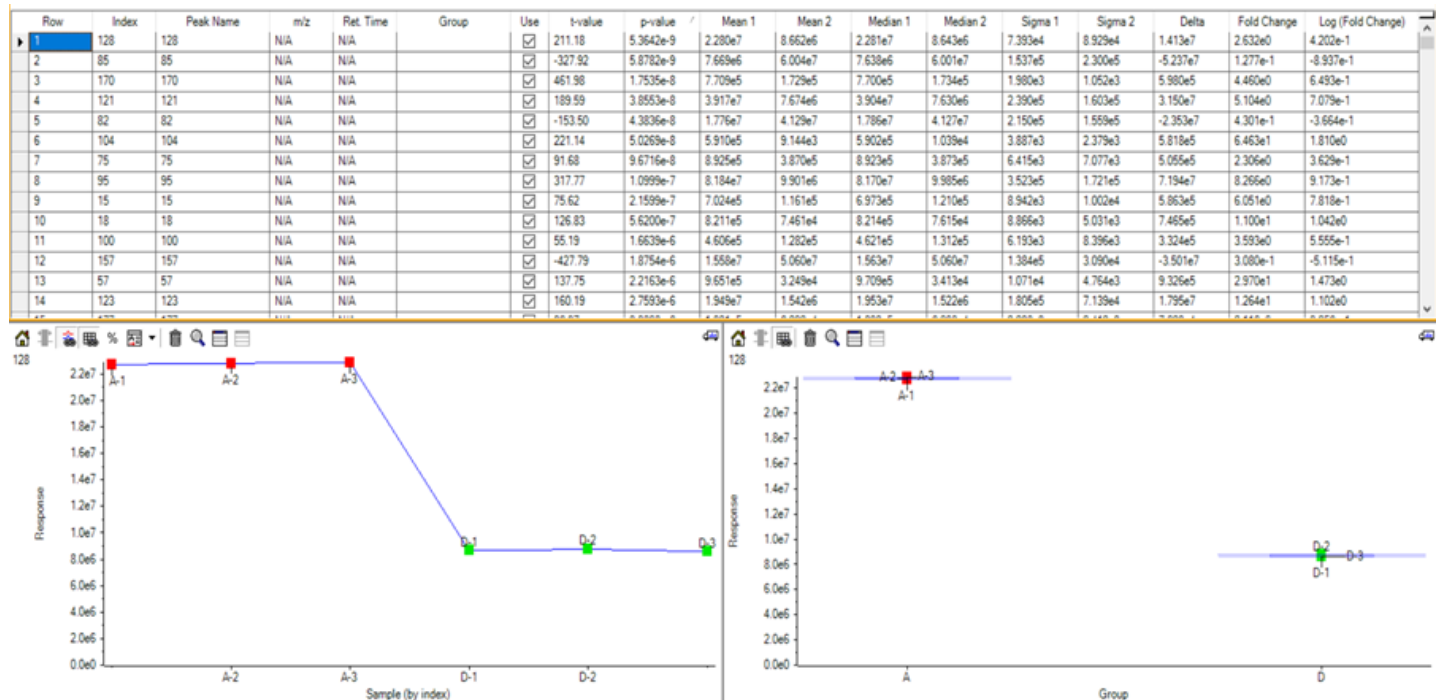 Row Index Peak Name m/z Ret. Time Group Use t-value p-value Mean 1 Mean 2 Median 1 Median 2 Sigma 1 Sigma 2 Delta Fold Change Log (Fold Change)
1 128 128 N/A N/A 211.18 5.3642e-9 2.280e7 8.662e6 2.281e7 8.643e6 7.393e4 8.929e4 1.413e7 2.632e0 4.202e-1
2 85 85 N/A N/A -327.92 5.8782e-9 7.669e6 6.004e7 7.638e6 6.001e7 1.537e5 2.300e5 -5.237e7 1.277e-1 -8.937e-1
3 170 170 N/A N/A 461.98 1.7535e-8 7.709e5 1.729e5 7.700e5 1.734e5 1.980e3 1.052e3 5.980e5 4.460e0 6.493e-1
4 121 121 N/A N/A 189.59 3.8553e-8 3.917e7 7.674e6 3.904e7 7.630e6 2.390e5 1.603e5 3.150e7 5.104e0 7.079e-1
5 82 82 N/A N/A -153.50 4.3836e-8 1.776e7 4.129e7 1.786e7 4.127e7 2.150e5 1.559e5 -2.353e7 4.301e-1 -3.664e-1
6 104 104 N/A N/A 221.14 5.0269e-8 5.910e5 9.144e3 5.902e5 1.039e4 3.887e3 2.379e3 5.818e5 6.463e1 1.810e0
7 75 75 N/A N/A 91.68 9.6716e-8 8.925e5 3.870e5 8.923e5 3.873e5 6.415e3 7.077e3 5.055e5 2.306e0 3.629e-1
8 95 95 N/A N/A 317.77 1.0999e-7 8.184e7 9.901e6 8.170e7 9.985e6 3.523e5 1.721e5 7.194e7 8.266e0 9.173e-1
9 15 15 N/A N/A 75.62 2.1599e-7 7.024e5 1.161e5 6.973e5 1.210e5 8.942e3 1.002e4 5.863e5 6.051e0 7.818e-1
10 18 18 N/A N/A 126.83 5.6200e-7 8.211e5 7.461e4 8.214e5 7.615e4 8.866e3 5.031e3 7.465e5 1.100e1 1.042e0
11 100 100 N/A N/A 55.19 1.6639e-6 4.606e5 1.282e5 4.621e5 1.312e5 6.193e3 8.396e3 3.324e5 3.593e0 5.555e-1
12 157 157 N/A N/A -427.79 1.8754e-6 1.558e7 5.060e7 1.563e7 5.060e7 1.384e5 3.090e4 -3.501e7 3.080e-1 -5.115e-1
13 57 57 N/A N/A 137.75 2.2163e-6 9.651e5 3.249e4 9.709e5 3.413e4 1.071e4 4.764e3 9.326e5 2.970e1 1.473e0
14 123 123 N/A N/A 160.19 2.7593e-6 1.949e7 1.542e6 1.953e7 1.522e6 1.805e5 7.139e4 1.795e7 1.264e1 1.102e0
%
128
2.2e7
2.0e7
1.8e7
1.6e7
1.4e7
1.2e7
1.0e7
8.0e6
6.0e6
4.0e6
2.0e6
0.0e0
Response
A-1
A-2
A-3
D-1
D-2
D-3
A-2 A-3 D-1 D-2
Sample (by index)
128
2.2e7
2.0e7
1.8e7
1.6e7
1.4e7
1.2e7
1.0e7
8.0e6
6.0e6
4.0e6
2.0e6
0.0e0
Response
A-2 A-3
A-1
D-2
D-3
D-1
A D
Group